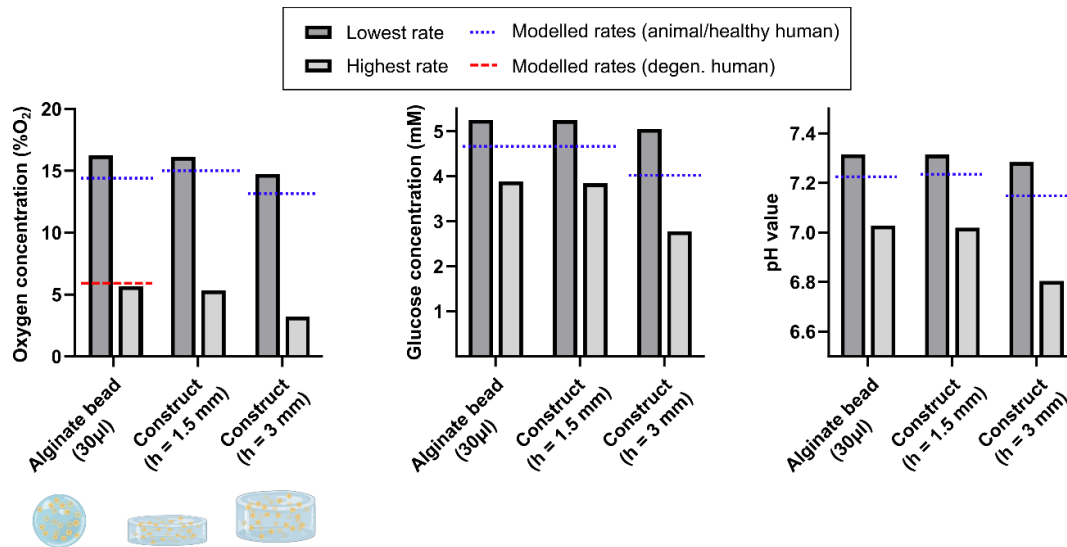 Lowest rate
Modelled rates (animal/healthy human)
Highest rate
Modelled rates (degen. human)
Oxygen concentration (%O₂)
20
15
10
5
0
Alginate bead
(30µl)
Construct
(h = 1.5 mm)
Construct
(h = 3 mm)
Glucose concentration (mM)
5
4
3
2
1
Alginate bead
(30µl)
Construct
(h = 1.5 mm)
Construct
(h = 3 mm)
pH value
7.4
7.2
7.0
6.8
6.6
Alginate bead
(30µl)
Construct
(h = 1.5 mm)
Construct
(h = 3 mm)